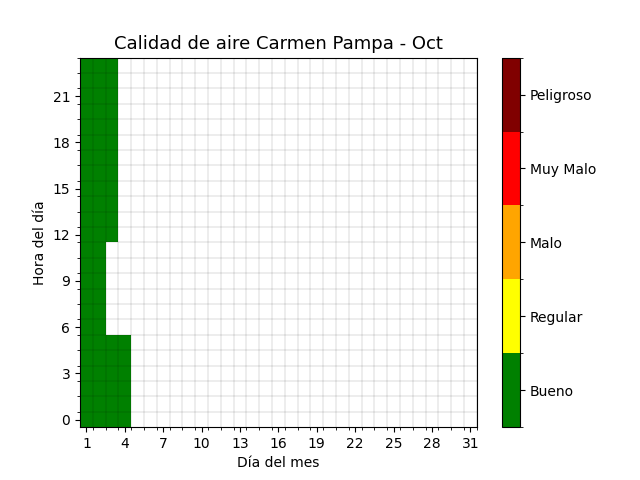 Calidad de aire Carmen Pampa - Oct
Hora del día
21
18
15
12
9
6
3
0
1 4 7 10 13 16 19 22 25 28 31
Día del mes
Peligroso
Muy Malo
Malo
Regular
Bueno